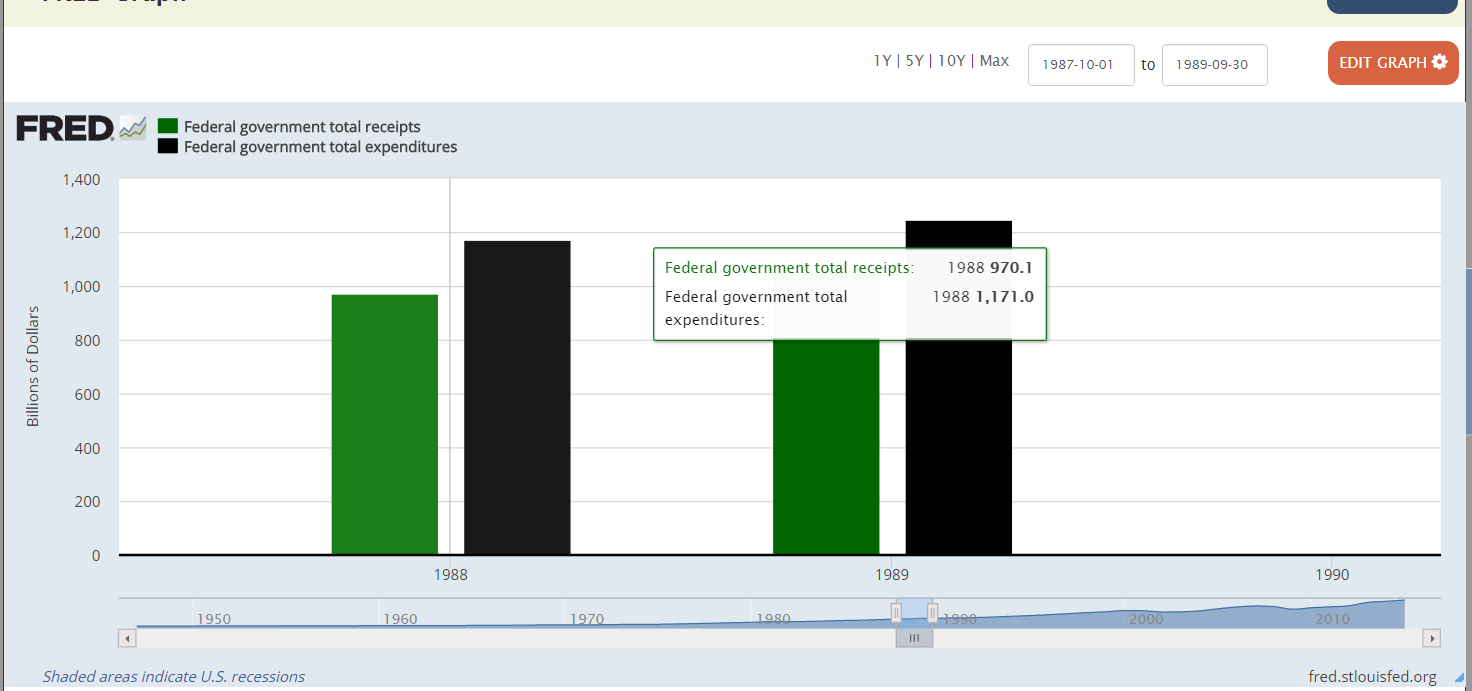 FRED Graph
1Y | 5Y | 10Y | Max 1987-10-01 to 1989-09-30 EDIT GRAPH
FRED
Federal government total receipts
Federal government total expenditures
Billions of Dollars
1,400
1,200
1,000
800
600
400
200
0
Federal government total receipts: 1988 970.1
Federal government total 1988 1,171.0
expenditures:
1988 1989 1990
1950 1960 1970 1980 1990 2000 2010
Shaded areas indicate U.S. recessions fred.stlouisfed.org